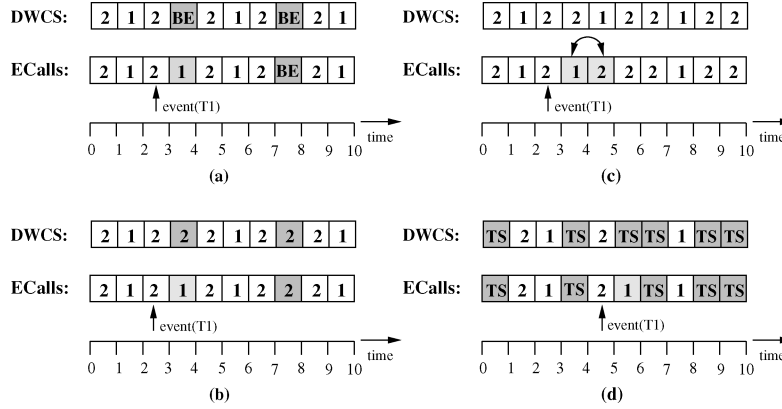 DWCS: 2 1 2 BE 2 1 2 BE 2 1
ECalls: 2 1 2 1 2 1 2 BE 2 1
event(T1)
time
0 1 2 3 4 5 6 7 8 9 10
(a)
DWCS: 2 1 2 2 1 2 2 1 2 2
ECalls: 2 1 2 1 2 2 2 1 2 2
event(T1)
time
0 1 2 3 4 5 6 7 8 9 10
(c)
DWCS: 2 1 2 2 2 1 2 2 2 1
ECalls: 2 1 2 1 2 1 2 2 2 1
event(T1)
time
0 1 2 3 4 5 6 7 8 9 10
(b)
DWCS: TS 2 1 TS 2 TS TS 1 TS TS
ECalls: TS 2 1 TS 2 1 TS 1 TS TS
event(T1)
time
0 1 2 3 4 5 6 7 8 9 10
(d)